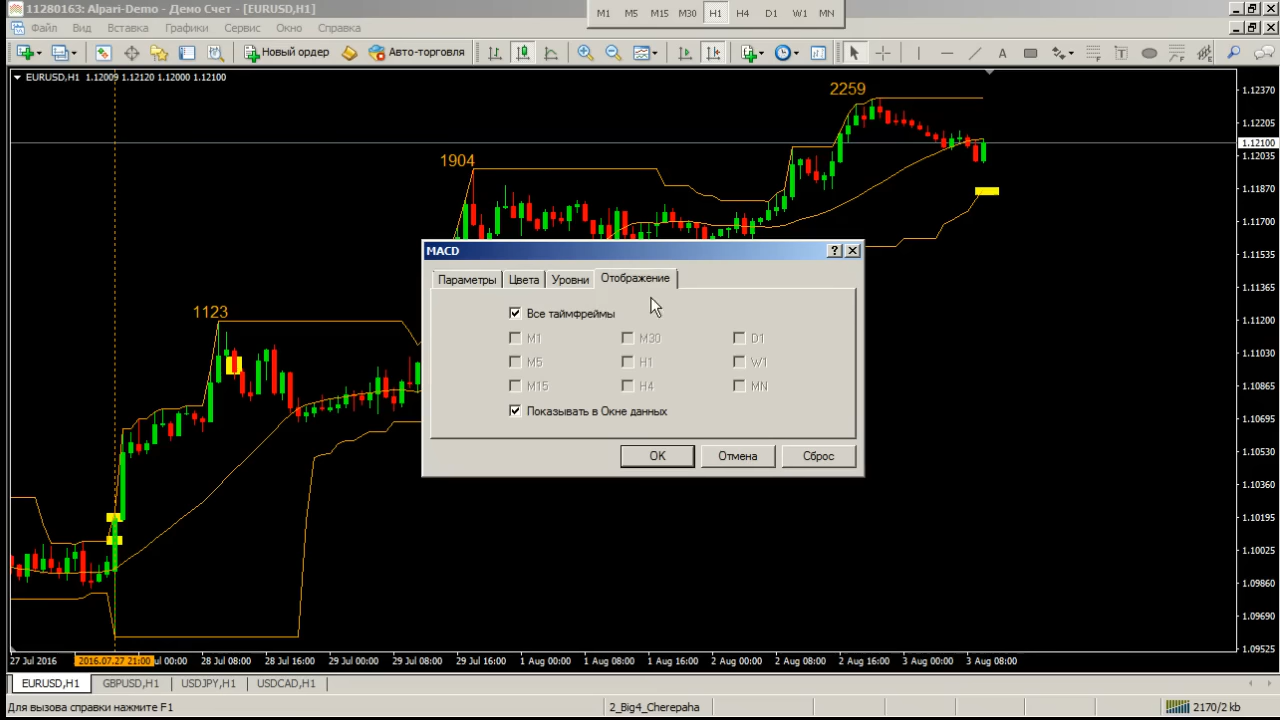 11280163: Alpari-Demo - Демо Счет - [EURUSD,H1]
M1 M5 M15 M30 H1 H4 D1 W1 MN
Файл Вид Вставка Графики Сервис Окно Справка
Новый ордер Авто-торговля
EURUSD,H1 1.12009 1.12120 1.12000 1.12100
2259
1904
1123
1.12370
1.12205
1.12100
1.12035
1.11870
1.11700
1.11535
1.11365
1.11200
1.11030
1.10865
1.10695
1.10530
1.10360
1.10195
1.10025
1.09860
1.09690
1.09525
MACD
Параметры Цвета Уровни Отображение
Все таймфреймы
M1 M30 D1
M5 H1 W1
M15 H4 MN
Показывать в Окне данных
OK Отмена Сброс
27 Jul 2016 2016.07.27 21:00 ul 00:00 28 Jul 08:00 28 Jul 16:00 29 Jul 00:00 29 Jul 08:00 29 Jul 16:00 1 Aug 00:00 1 Aug 08:00 1 Aug 16:00 2 Aug 00:00 2 Aug 08:00 2 Aug 16:00 3 Aug 00:00 3 Aug 08:00
EURUSD,H1 GBPUSD,H1 USDJPY,H1 USDCAD,H1
Для вызова справки нажмите F1 2_Big4_Cherepaha 2170/2 kb